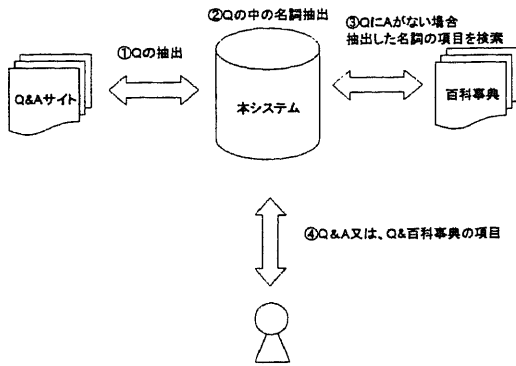 ②Qの中の名詞抽出
③QにAがない場合
抽出した名詞の項目を検索
①Qの抽出
Q&Aサイト
本システム
百科事典
④Q&A又は、Q&百科事典の項目